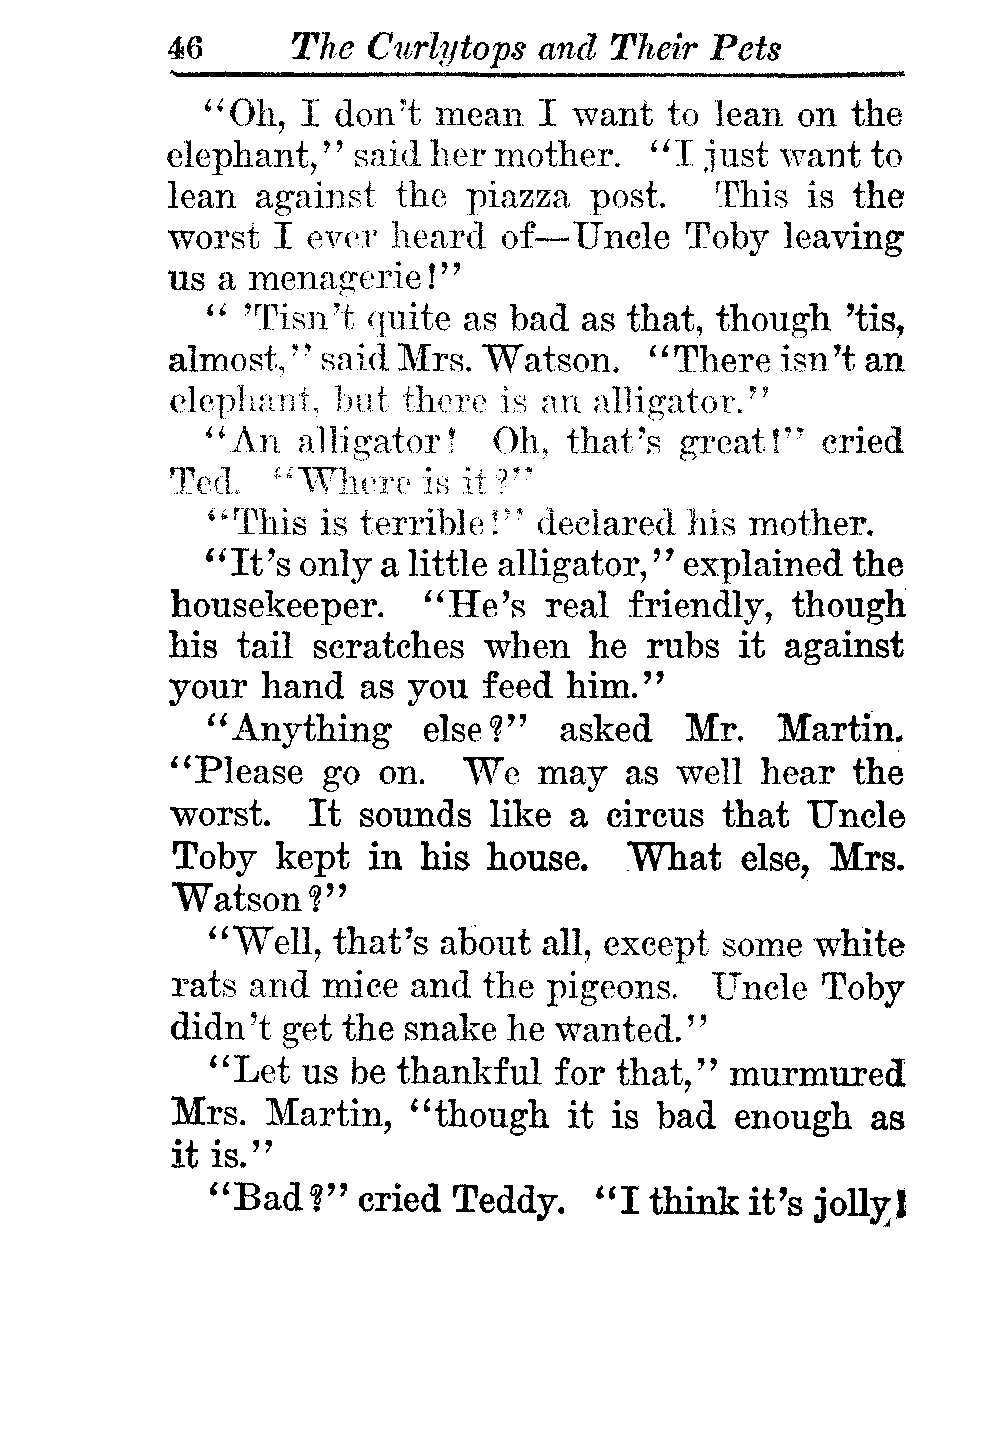 46 The Curlytops and Their Pets
“Oh, I don’t mean I want to lean on the
elephant,” said her mother. “I just want to
lean against the piazza post. This is the
worst I ever heard of—Uncle Toby leaving
us a menagerie!”
“ ’Tisn’t quite as bad as that, though ’tis,
almost,” said Mrs. Watson. “There isn’t an
elephant, but there is an alligator.”
“An alligator! Oh, that’s great!” cried
Ted. “Where is it?”
“This is terrible!” declared his mother.
“It’s only a little alligator,” explained the
housekeeper. “He’s real friendly, though
his tail scratches when he rubs it against
your hand as you feed him.”
“Anything else?” asked Mr. Martin.
“Please go on. We may as well hear the
worst. It sounds like a circus that Uncle
Toby kept in his house. What else, Mrs.
Watson?”
“Well, that’s about all, except some white
rats and mice and the pigeons. Uncle Toby
didn’t get the snake he wanted.”
“Let us be thankful for that,” murmured
Mrs. Martin, “though it is bad enough as
it is.”
“Bad?” cried Teddy. “I think it’s jolly!